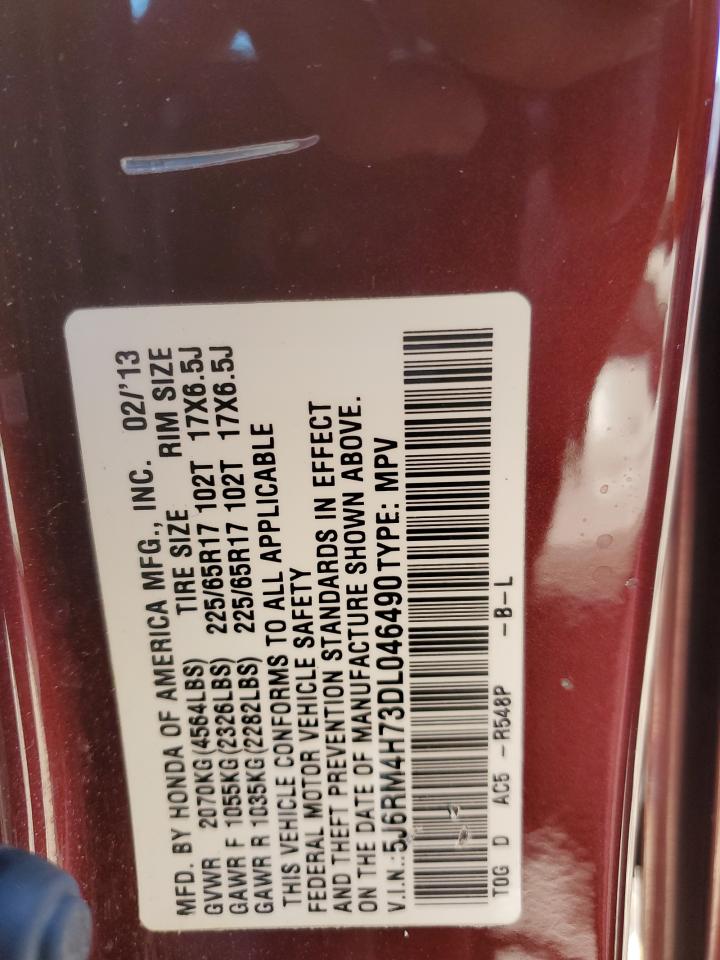 MFD. BY HONDA OF AMERICA MFG., INC. 02/'13
TIRE SIZE RIM SIZE
GVWR 2070KG(4564LBS)
GAWR F 1055KG(2326LBS) 225/65R17 102T 17X6.5J
GAWR R 1035KG(2282LBS) 225/65R17 102T 17X6.5J
THIS VEHICLE CONFORMS TO ALL APPLICABLE
FEDERAL MOTOR VEHICLE SAFETY
AND THEFT PREVENTION STANDARDS IN EFFECT
ON THE DATE OF MANUFACTURE SHOWN ABOVE.
V.I.N.:5J6RM4H73DL046490 TYPE: MPV
TOG D AC5 -R548P -B-L